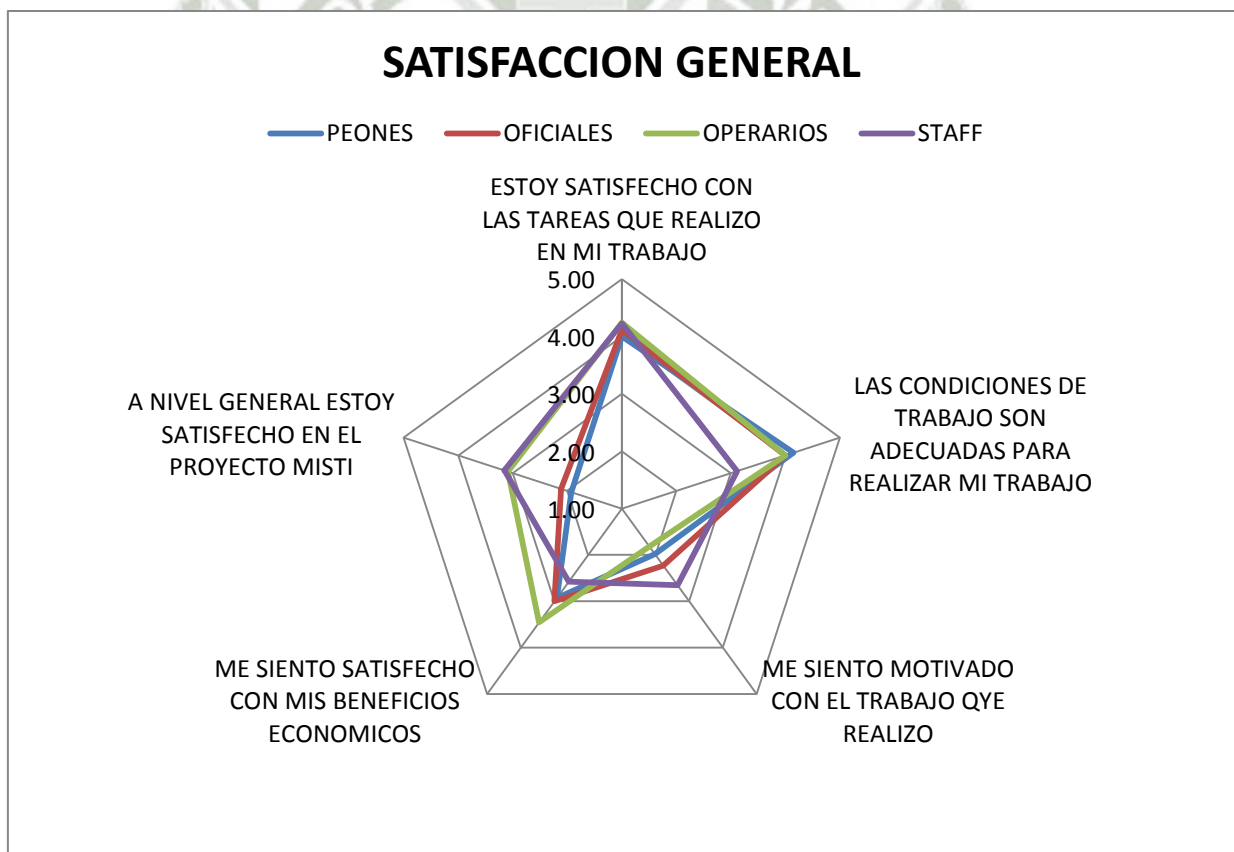 SATISFACCION GENERAL
PEONES OFICIALES OPERARIOS STAFF
ESTOY SATISFECHO CON
LAS TAREAS QUE REALIZO
EN MI TRABAJO
5.00
4.00
3.00
2.00
1.00
LAS CONDICIONES DE
TRABAJO SON
ADECUADAS PARA
REALIZAR MI TRABAJO
ME SIENTO MOTIVADO
CON EL TRABAJO QYE
REALIZO
ME SIENTO SATISFECHO
CON MIS BENEFICIOS
ECONOMICOS
A NIVEL GENERAL ESTOY
SATISFECHO EN EL
PROYECTO MISTI